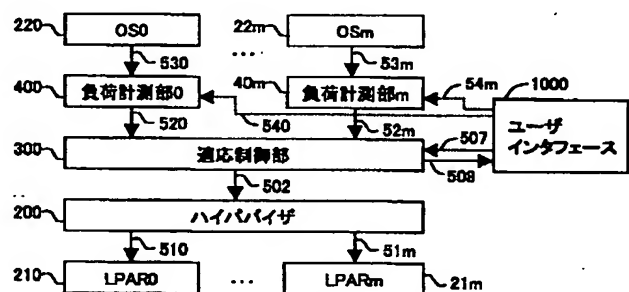 220 OS0 22m OSm
530 ‥‥ 53m
400 負荷計測部0 40m 負荷計測部m 54m 1000
520 540 52m
ユーザ
インタフェース
300 適応制御部 507
508
502
200 ハイパバイザ
510 51m
210 LPAR0 ‥‥ LPARm 21m